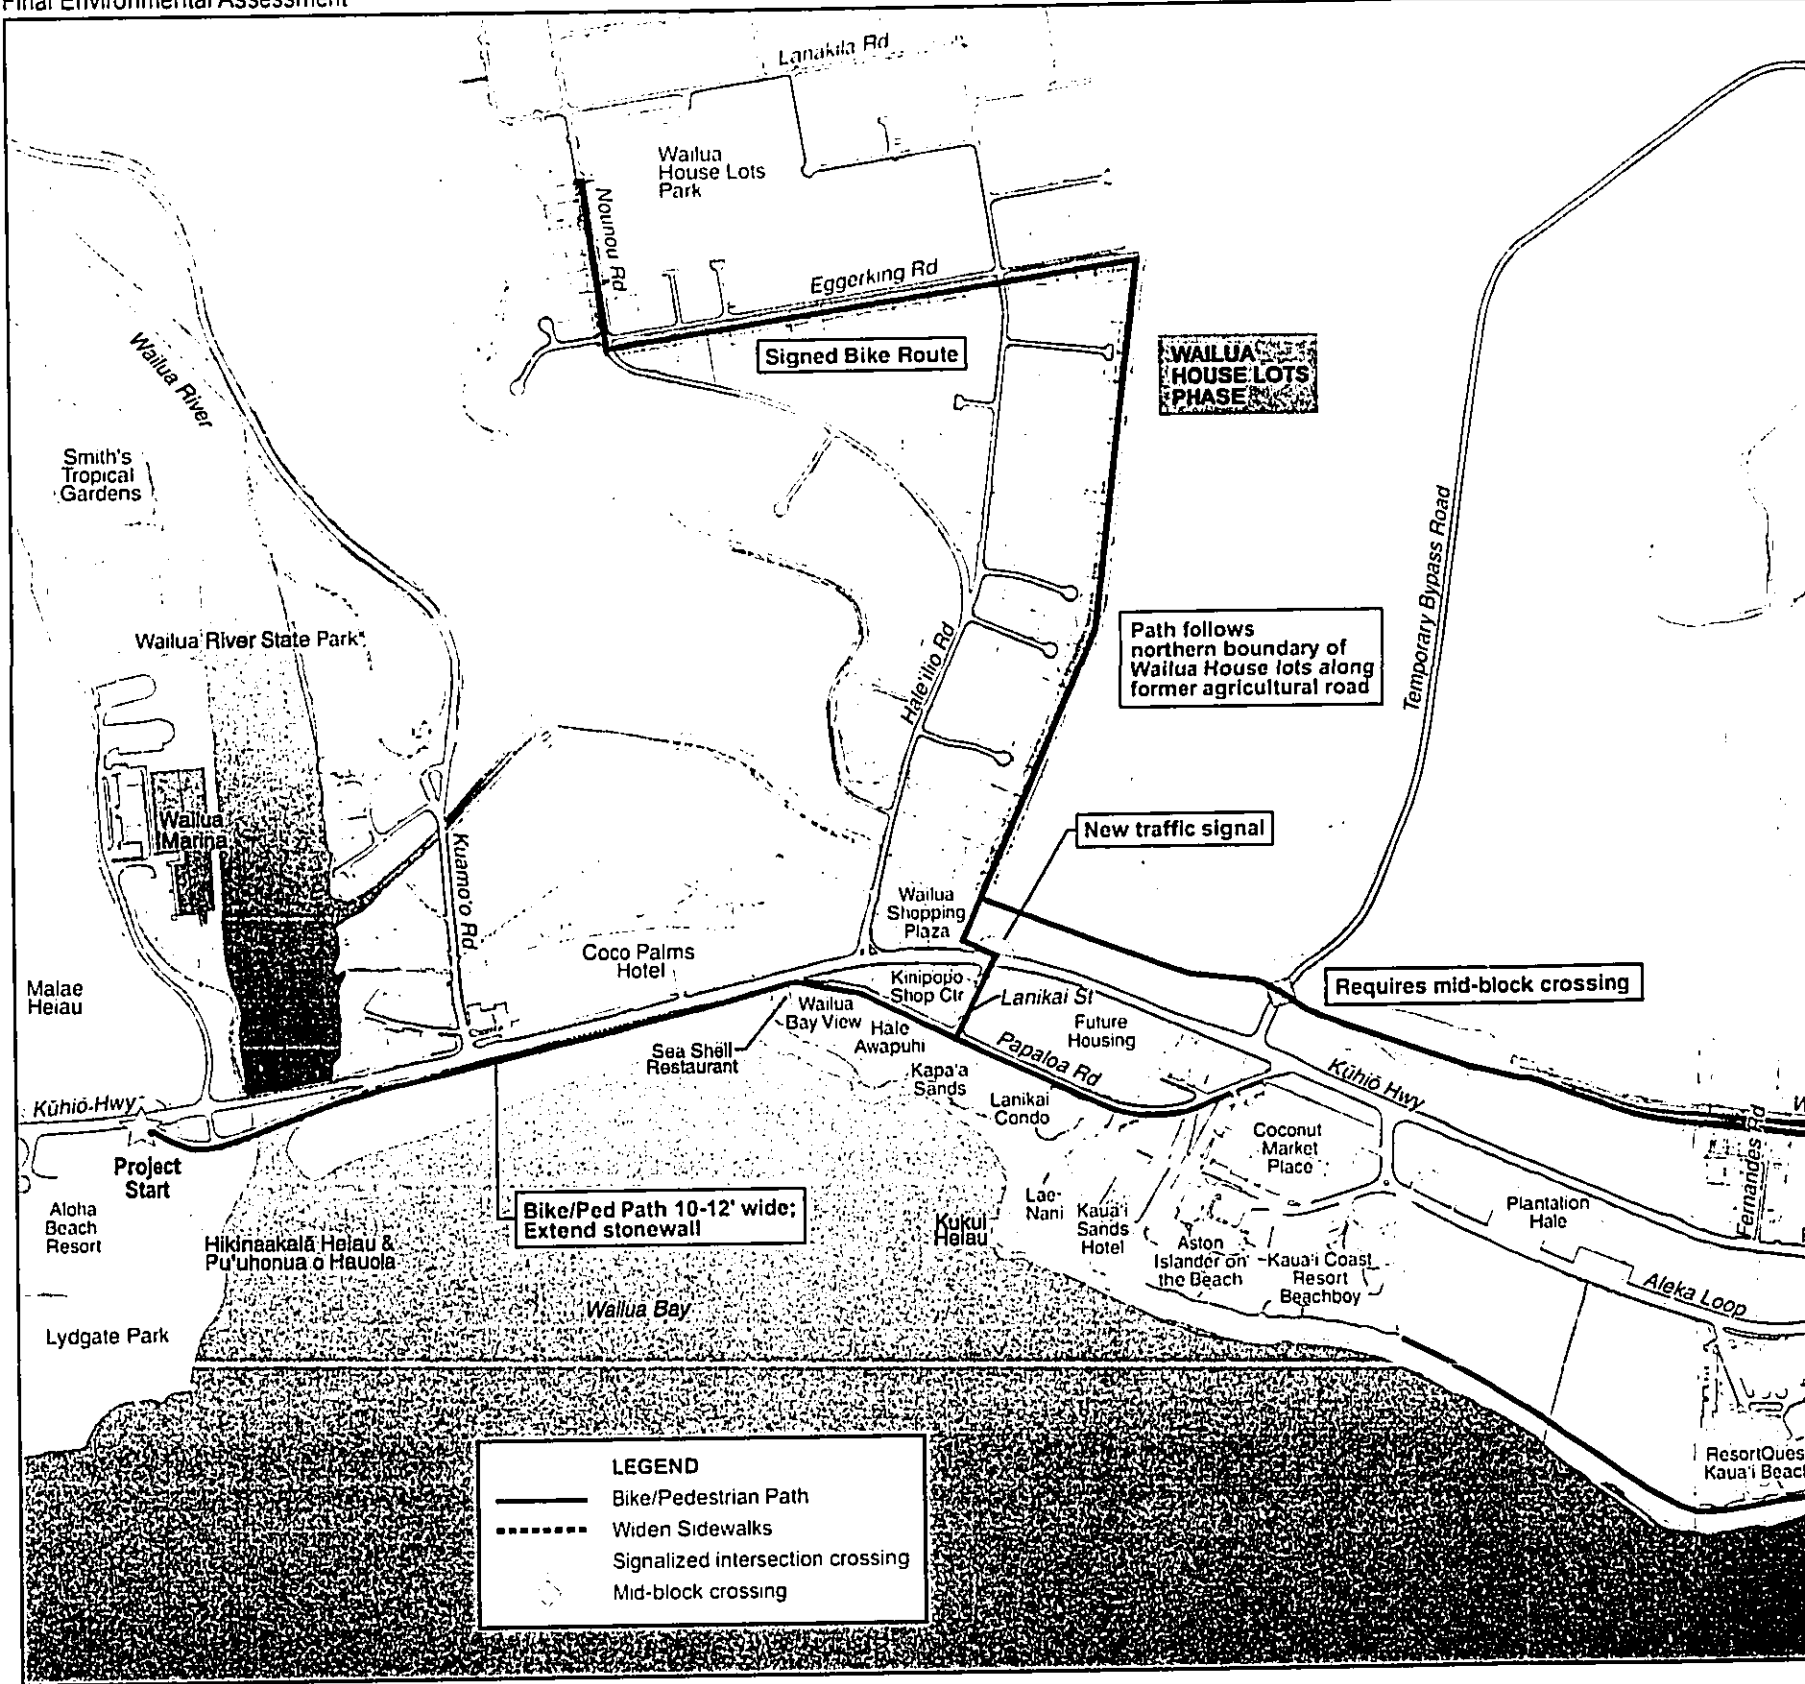 Final Environmental Assessment
Lanakila Rd
Wailua
House Lots
Park
Nounou Rd
Eggerking Rd
Signed Bike Route
WAILUA
HOUSE LOTS
PHASE
Wailua River
Smith's
Tropical
Gardens
Temporary Bypass Road
Wailua River State Park
Path follows
northern boundary of
Wailua House lots along
former agricultural road
Hale'ilio Rd
Wailua
Marina
Kuamo'o Rd
New traffic signal
Wailua
Shopping
Plaza
Coco Palms
Hotel
Malae
Heiau
Kinipopo
Shop Ctr
Lanikai St
Requires mid-block crossing
Wailua
Bay View
Hale
Awapuhi
Future
Housing
Sea Shell
Restaurant
Papaloa Rd
Kapa'a
Sands
Lanikai
Condo
Kūhiō Hwy
Kūhiō Hwy
Project
Start
Coconut
Market
Place
Fernandes Rd
Aloha
Beach
Resort
Bike/Ped Path 10-12' wide;
Extend stonewall
Hikinaakalā Heiau &
Pu'uhonua o Hauola
Kukui
Heiau
Lae-
Nani
Kaua'i
Sands
Hotel
Aston
Islander on
the Beach
Kaua'i Coast
Resort
Beachboy
Plantation
Hale
Aleka Loop
Wailua Bay
Lydgate Park
ResortQues
Kaua'i Beach
LEGEND
Bike/Pedestrian Path
Widen Sidewalks
Signalized intersection crossing
Mid-block crossing